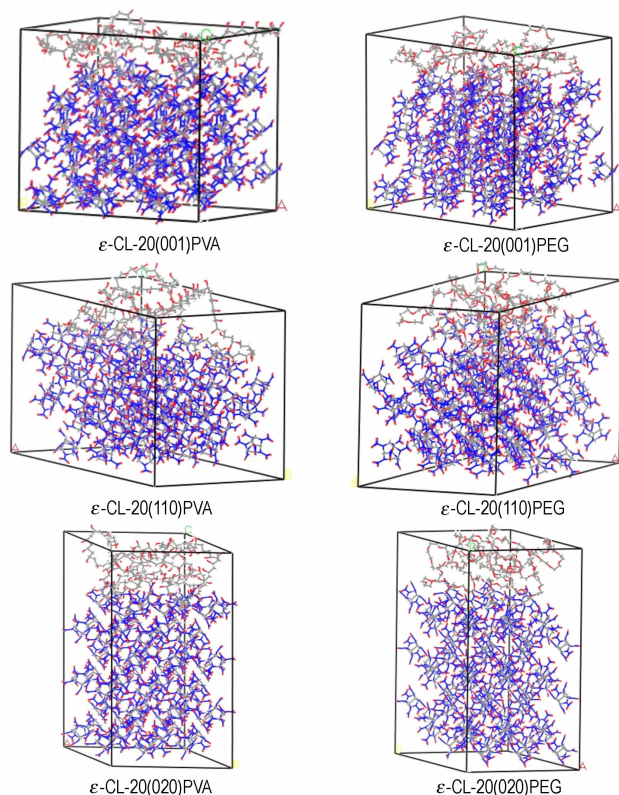 ε-CL-20(001)PVA
ε-CL-20(001)PEG
ε-CL-20(110)PVA
ε-CL-20(110)PEG
ε-CL-20(020)PVA
ε-CL-20(020)PEG